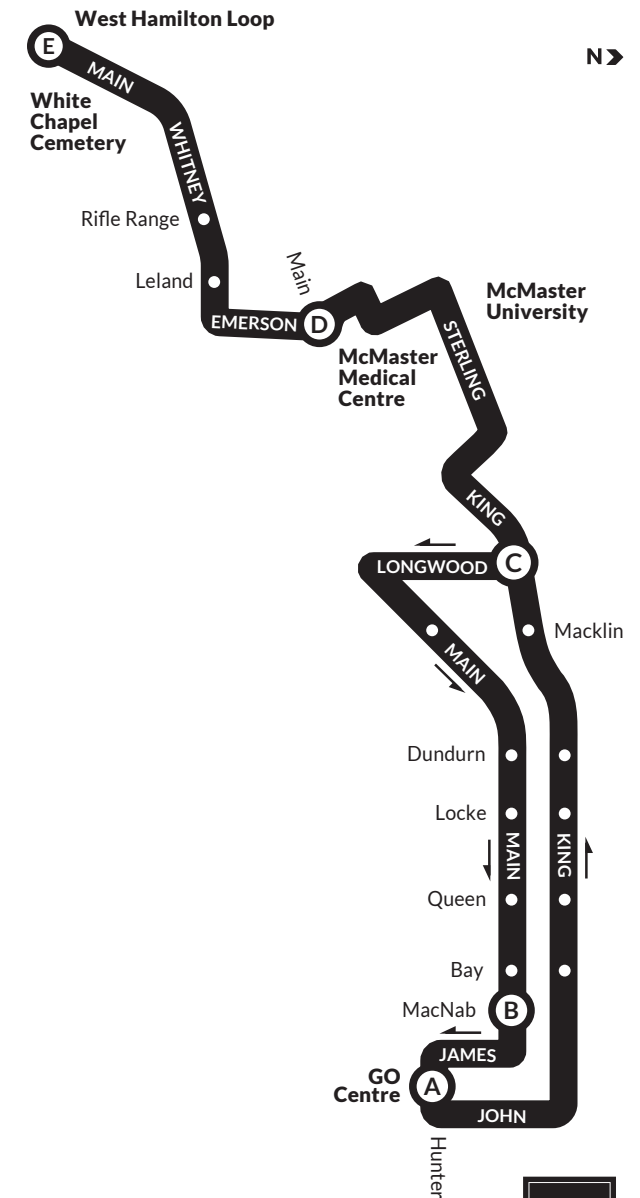 West Hamilton Loop
E
N
MAIN
White
Chapel
Cemetery
WHITNEY
Rifle Range
Leland
Main
EMERSON
D
McMaster
University
STERLING
McMaster
Medical
Centre
KING
LONGWOOD
C
MAIN
Macklin
Dundurn
Locke
MAIN
KING
Queen
Bay
MacNab
B
JAMES
GO
Centre
A
JOHN
Hunter